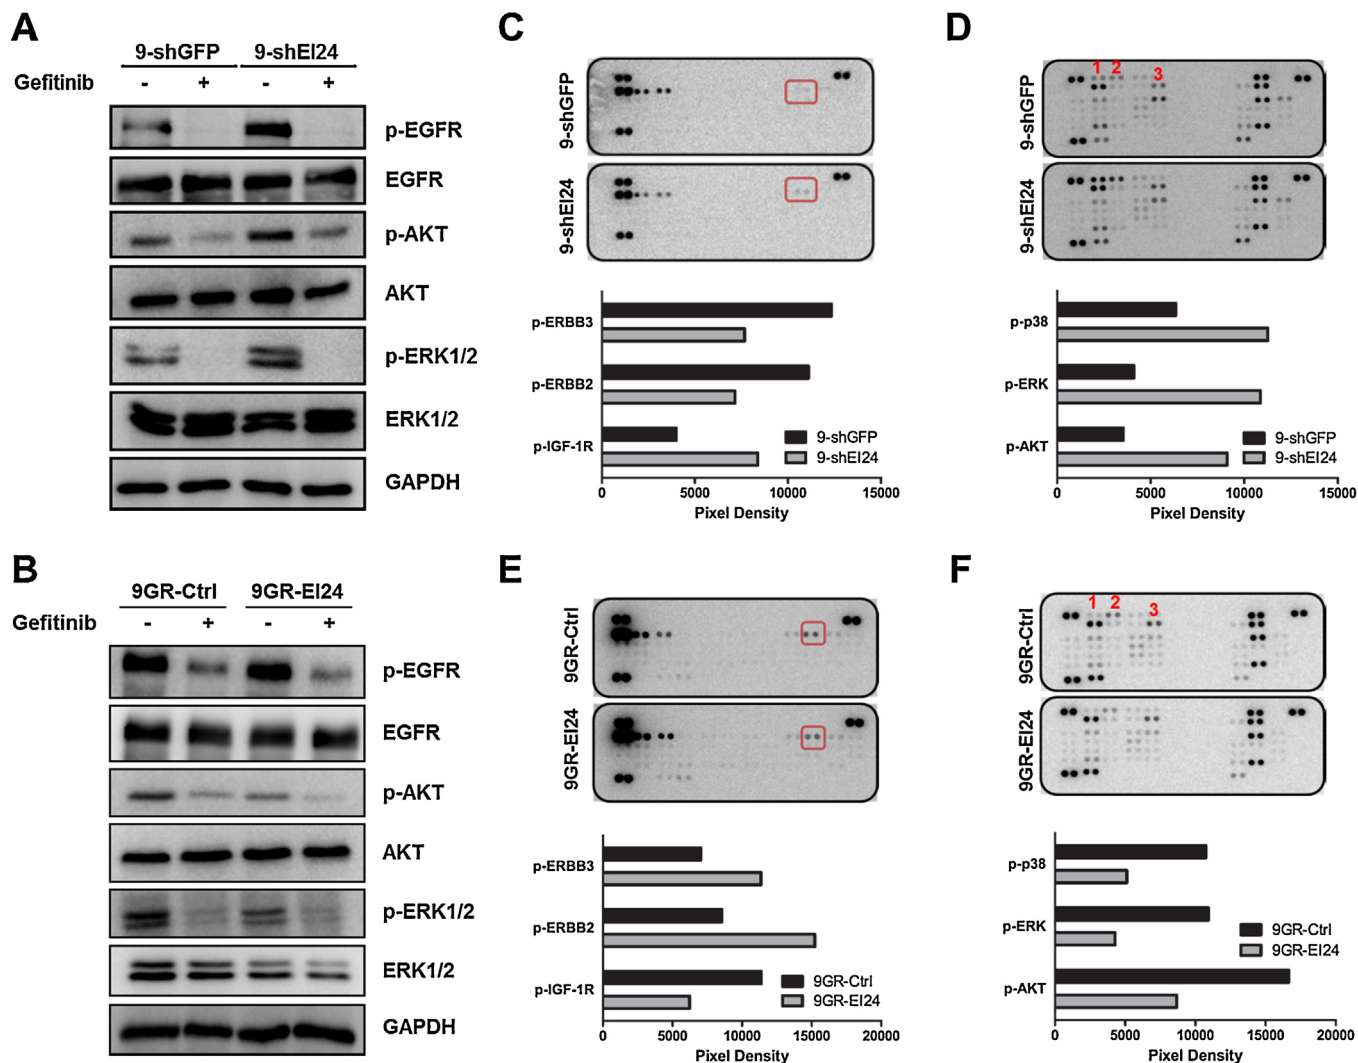 A
9-shGFP 9-shEI24
Gefitinib - + - +
p-EGFR
EGFR
p-AKT
AKT
p-ERK1/2
ERK1/2
GAPDH
B
9GR-Ctrl 9GR-EI24
Gefitinib - + - +
p-EGFR
EGFR
p-AKT
AKT
p-ERK1/2
ERK1/2
GAPDH
C
9-shGFP
9-shEI24
p-ERBB3
p-ERBB2
p-IGF-1R
9-shGFP
9-shEI24
0 5000 10000 15000
Pixel Density
D
1 2 3
9-shGFP
9-shEI24
p-p38
p-ERK
p-AKT
9-shGFP
9-shEI24
0 5000 10000 15000
Pixel Density
E
9GR-Ctrl
9GR-EI24
p-ERBB3
p-ERBB2
p-IGF-1R
9GR-Ctrl
9GR-EI24
0 5000 10000 15000 20000
Pixel Density
F
1 2 3
9GR-Ctrl
9GR-EI24
p-p38
p-ERK
p-AKT
9GR-Ctrl
9GR-EI24
0 5000 10000 15000 20000
Pixel Density